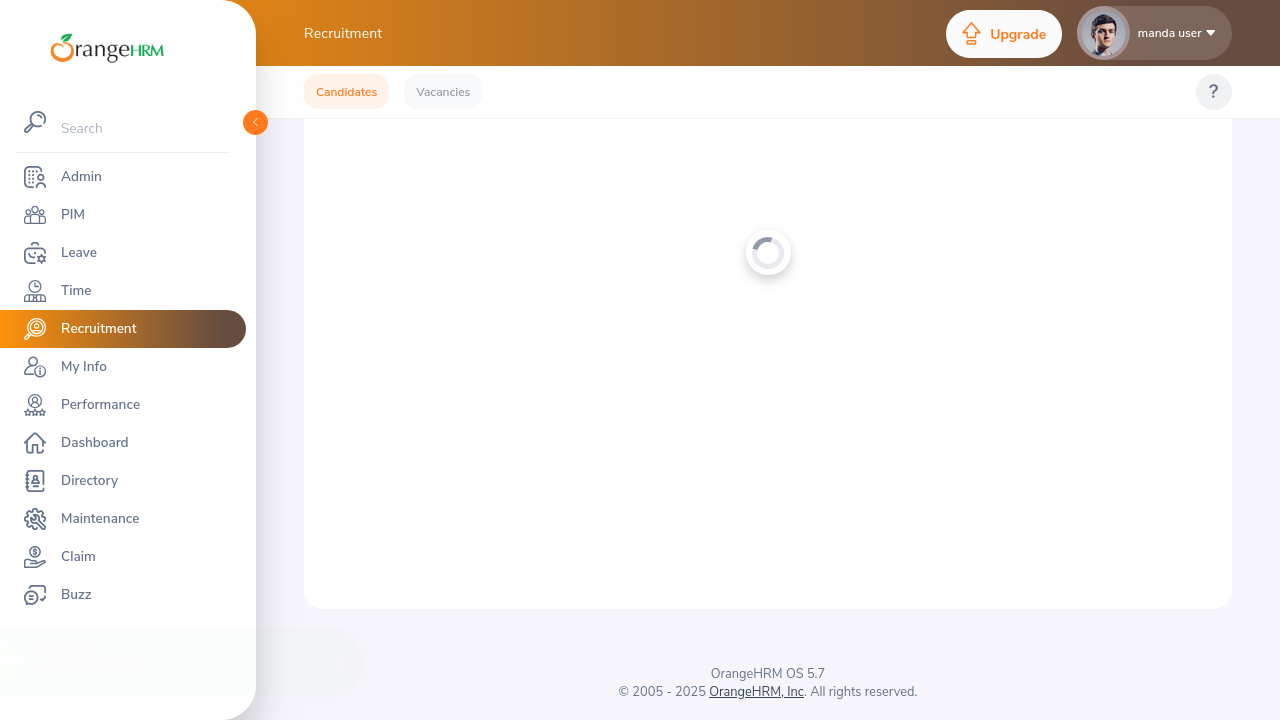 OrangeHRM
Recruitment
Upgrade
manda user
Candidates
Vacancies
?
Search
Admin
PIM
Leave
Time
Recruitment
My Info
Performance
Dashboard
Directory
Maintenance
Claim
Buzz
OrangeHRM OS 5.7
© 2005 - 2025 OrangeHRM, Inc. All rights reserved.